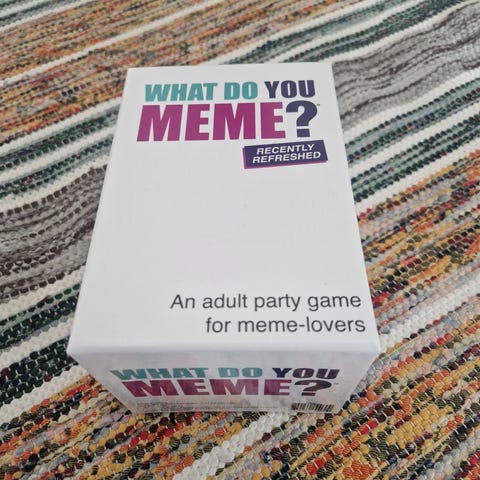 WHAT DO YOU
MEME?
RECENTLY
REFRESHED
An adult party game
for meme-lovers
WHAT DO YOU
MEME?